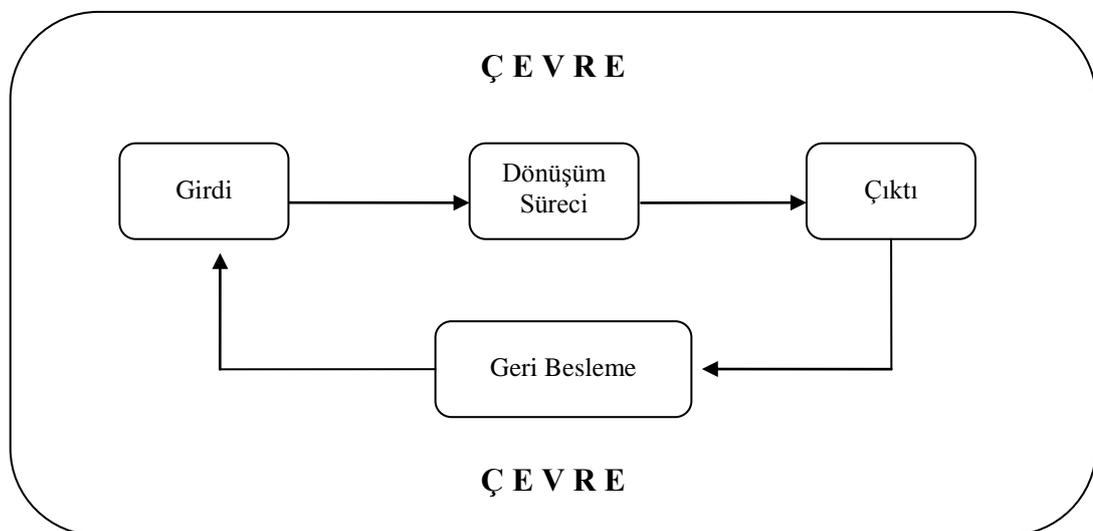 Ç E V R E
Girdi
Dönüşüm
Süreci
Çıktı
Geri Besleme
Ç E V R E